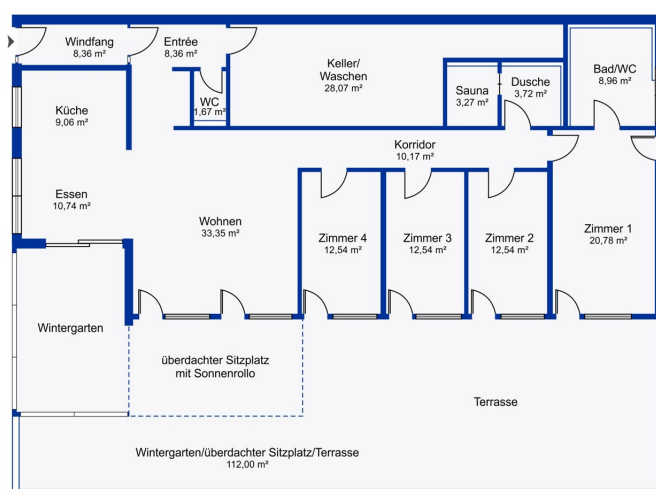 Windfang
8,36 m²
Entrée
8,36 m²
Keller/
Waschen
28,07 m²
Bad/WC
8,96 m²
Sauna
3,27 m²
Dusche
3,72 m²
WC
1,67 m²
Küche
9,06 m²
Korridor
10,17 m²
Essen
10,74 m²
Wohnen
33,35 m²
Zimmer 4
12,54 m²
Zimmer 3
12,54 m²
Zimmer 2
12,54 m²
Zimmer 1
20,78 m²
Wintergarten
überdachter Sitzplatz
mit Sonnenrollo
Terrasse
Wintergarten/überdachter Sitzplatz/Terrasse
112,00 m²